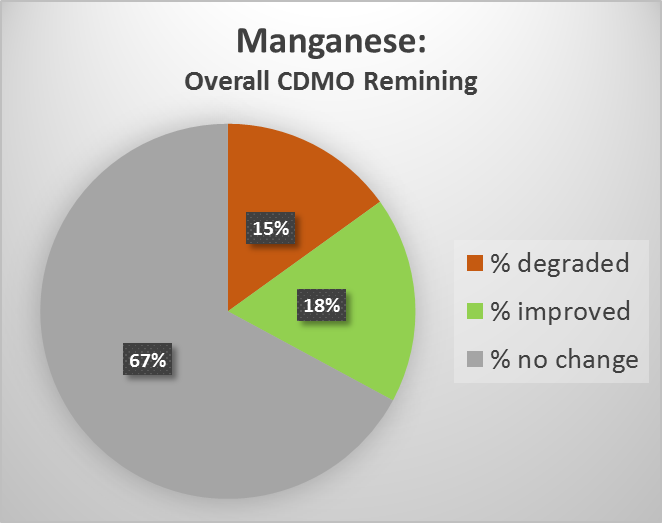 Manganese:
Overall CDMO Remining
15%
18%
67%
% degraded
% improved
% no change